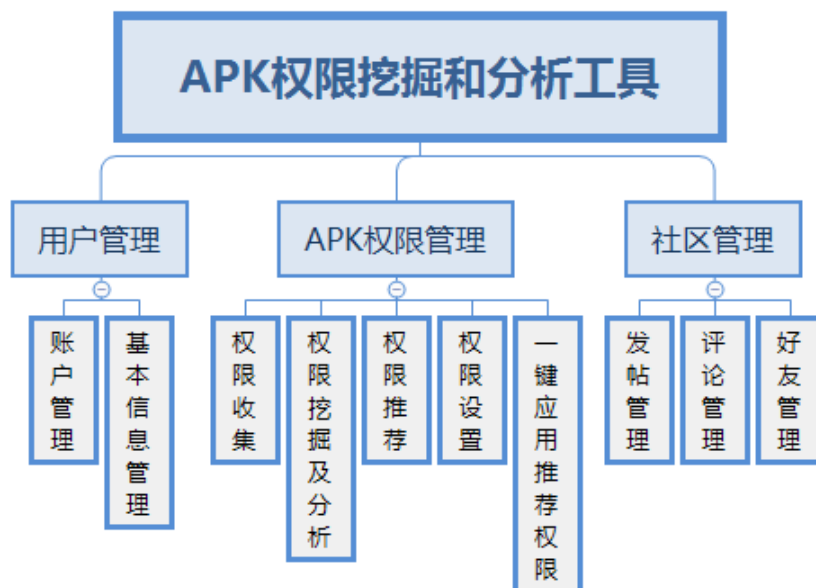 APK权限挖掘和分析工具
用户管理
APK权限管理
社区管理
账户管理
基本信息管理
权限收集
权限挖掘及分析
权限推荐
权限设置
一键应用推荐权限
发帖管理
评论管理
好友管理